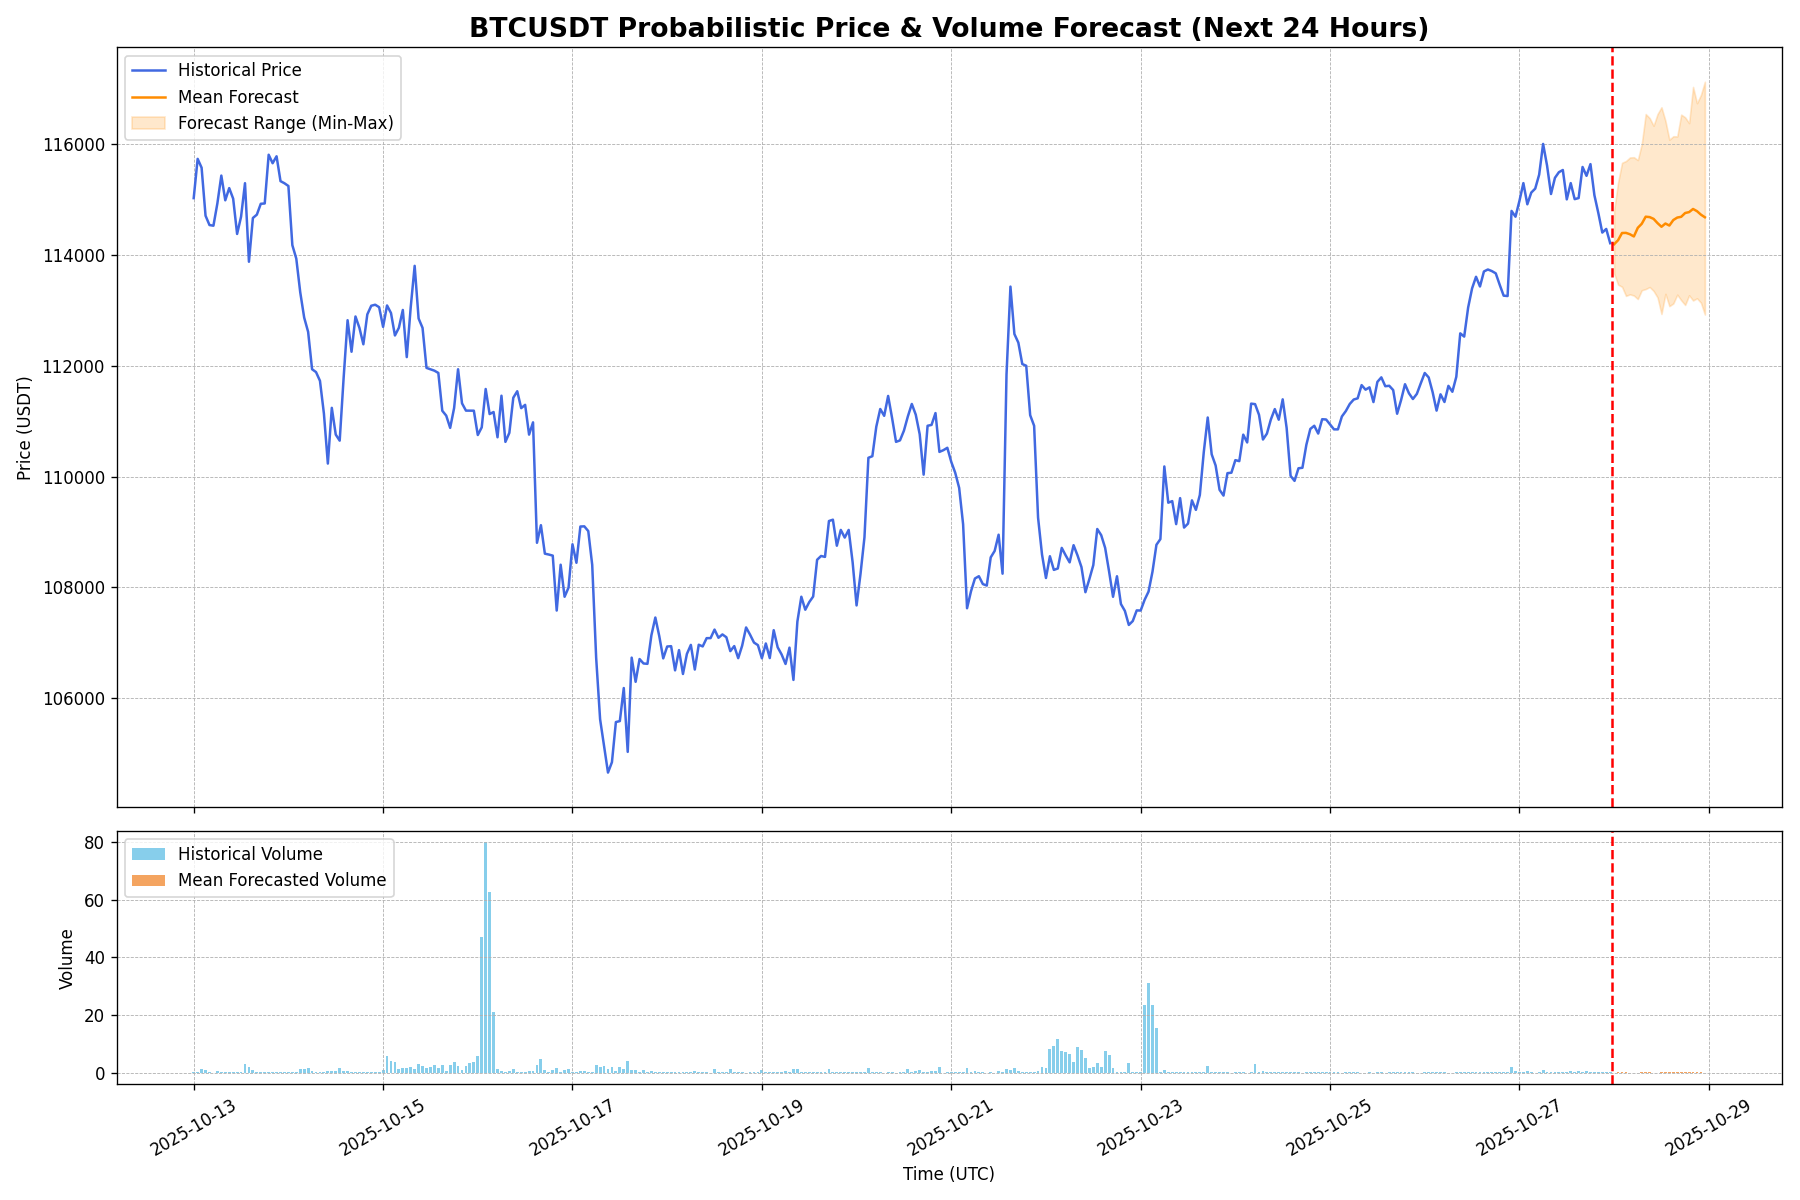 BTCUSDT Probabilistic Price & Volume Forecast (Next 24 Hours)
Historical Price
Mean Forecast
Forecast Range (Min-Max)
116000
114000
112000
110000
108000
106000
Price (USDT)
Historical Volume
Mean Forecasted Volume
80
60
40
20
0
Volume
2025-10-13
2025-10-15
2025-10-17
2025-10-19
2025-10-21
2025-10-23
2025-10-25
2025-10-27
2025-10-29
Time (UTC)